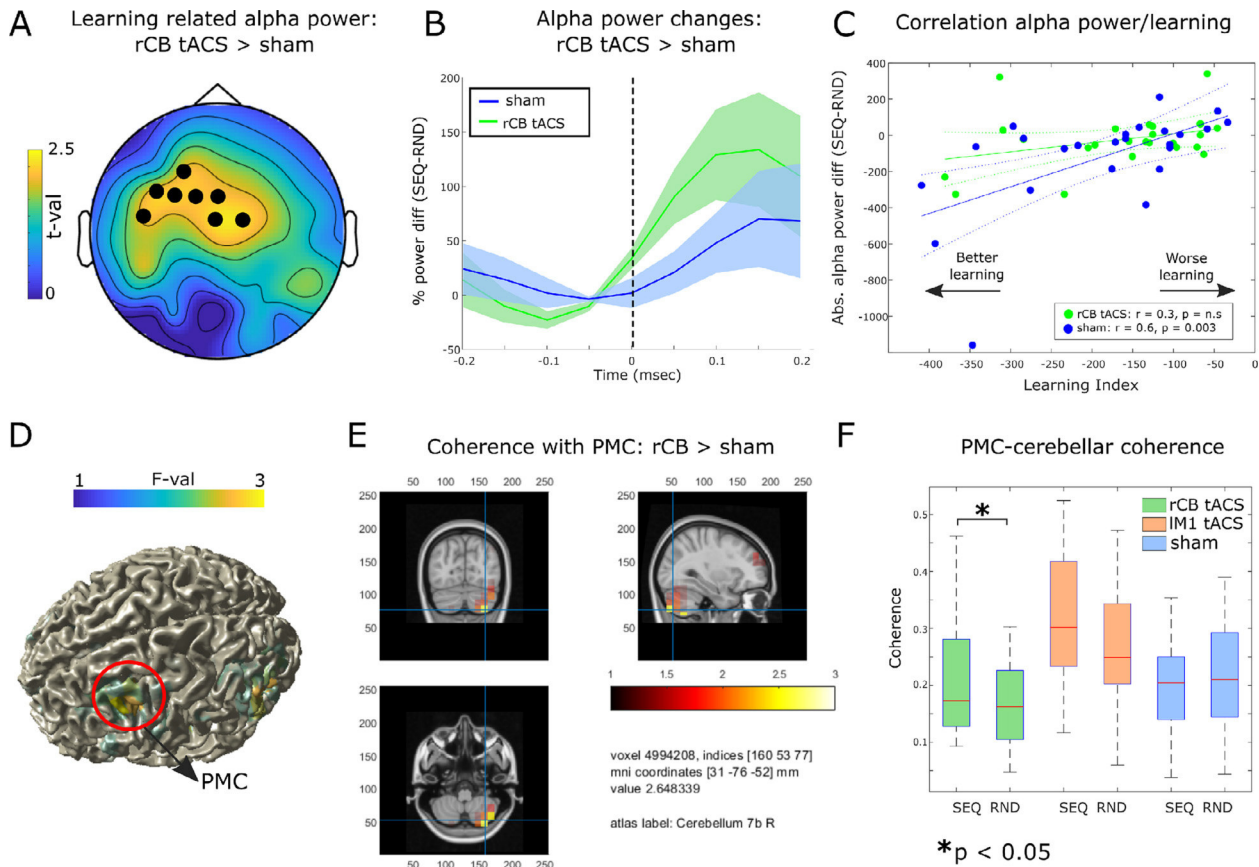 A
Learning related alpha power:
rCB tACS > sham
2.5
t-val
0
B
Alpha power changes:
rCB tACS > sham
sham
rCB tACS
% power diff (SEQ-RND)
200
150
100
50
0
-50
-0.2
-0.1
0
0.1
0.2
Time (msec)
C
Correlation alpha power/learning
Abs. alpha power diff (SEQ-RND)
400
200
0
-200
-400
-600
-800
-1000
Better
learning
Worse
learning
rCB tACS: r = 0.3, p = n.s
sham: r = 0.6, p = 0.003
-400 -350 -300 -250 -200 -150 -100 -50 0
Learning Index
D
F-val
1 3
PMC
E
Coherence with PMC: rCB > sham
50 100 150 200 250
250
200
150
100
50
50 100 150 200 250
250
200
150
100
50
250
200
150
100
50
0
50 100 150 200 250
1 1.5 2 2.5 3
voxel 4994208, indices [160 53 77]
mni coordinates [31 -76 -52] mm
value 2.648339
atlas label: Cerebellum 7b R
F
PMC-cerebellar coherence
rCB tACS
lM1 tACS
sham
*
Coherence
0.5
0.4
0.3
0.2
0.1
SEQ RND SEQ RND SEQ RND
*p < 0.05